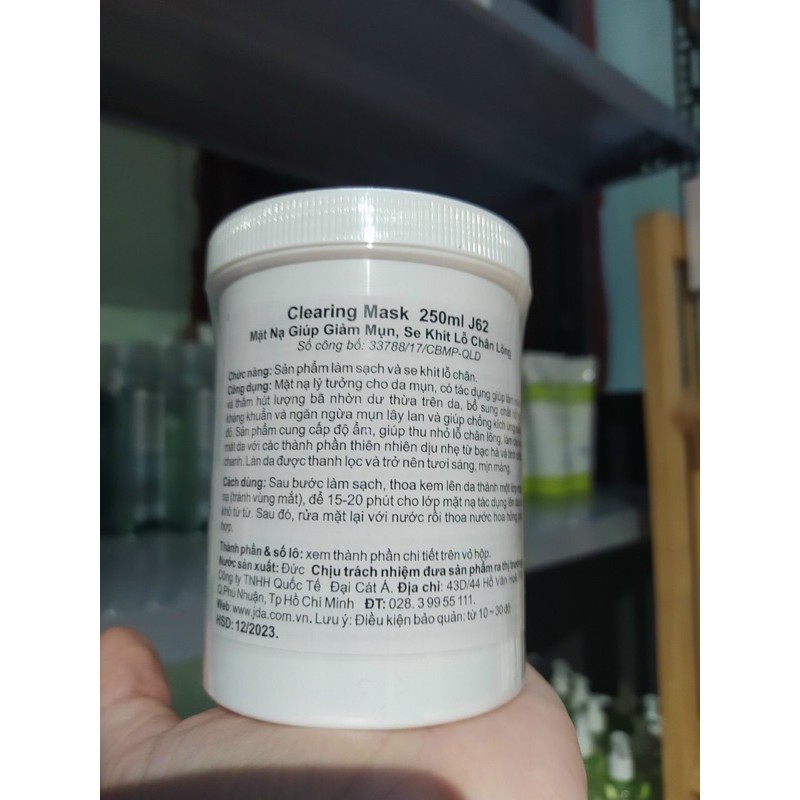 Clearing Mask 250ml J62
Mặt Nạ Giúp Giảm Mụn, Se Khít Lỗ Chân Lông
Số công bố: 33788/17/CBMP-QLD
Chức năng: Sản phẩm làm sạch và se khít lỗ chân.
Công dụng: Mặt nạ lý tưởng cho da mụn, có tác dụng giúp
và thấm hút lượng bã nhờn dư thừa trên da, bổ sung chất
kháng khuẩn và ngăn ngừa mụn lây lan và giúp chống kích
đỏ. Sản phẩm cung cấp độ ẩm, giúp thu nhỏ lỗ chân lông, làm
mát da với các thành phần thiên nhiên dịu nhẹ từ bạc hà và
chanh. Làn da được thanh lọc và trở nên tươi sáng, mịn màng.
Cách dùng: Sau bước làm sạch, thoa kem lên da thành một
nạ (tránh vùng mắt), để 15-20 phút cho lớp mặt nạ tác dụng
khô từ từ. Sau đó, rửa mặt lại với nước rồi thoa nước hoa hồng
hợp.
Thành phần & số lô: xem thành phần chi tiết trên vỏ hộp.
Nước sản xuất: Đức Chịu trách nhiệm đưa sản phẩm ra thị
Công ty TNHH Quốc Tế Đại Cát Á. Địa chỉ: 43D/44 Hồ Văn Huê,
Q.Phú Nhuận, Tp Hồ Chí Minh ĐT: 028. 3 99 55 111.
Web: www.jda.com.vn. Lưu ý: Điều kiện bảo quản: từ 10 – 30 độ
HSD: 12/2023.